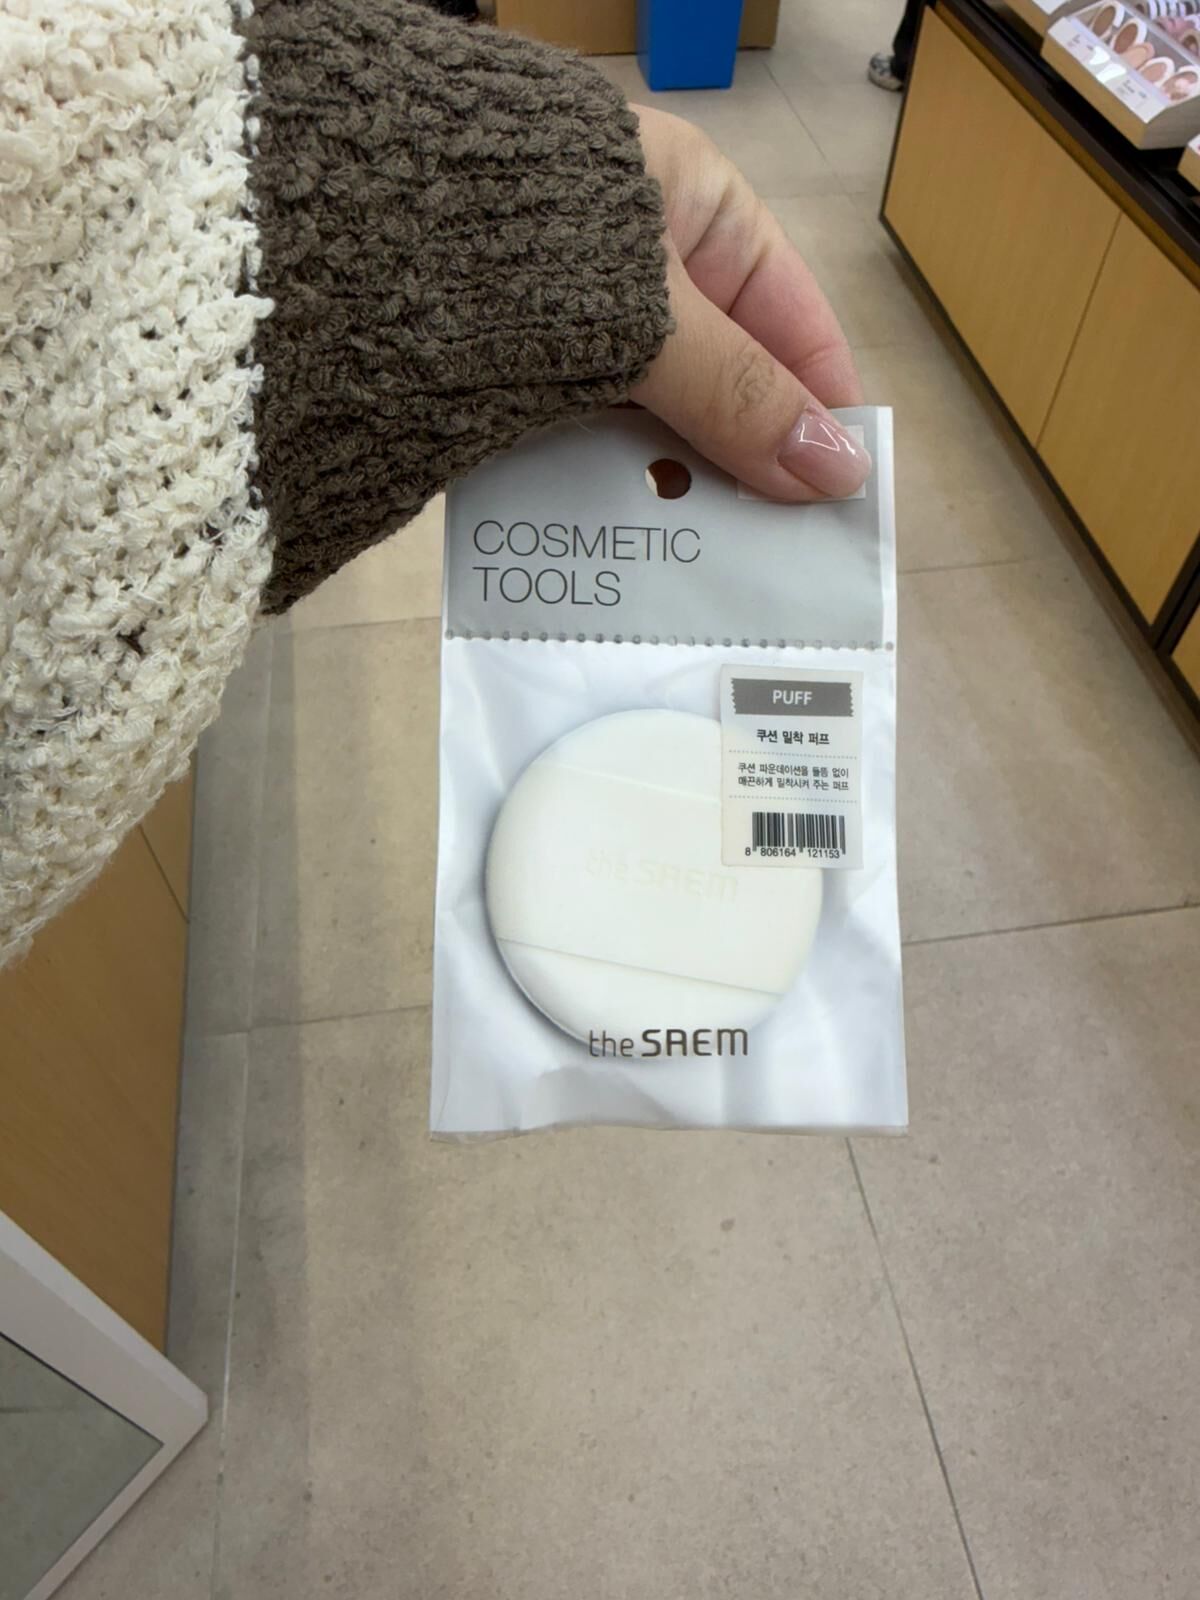 COSMETIC
TOOLS
PUFF
쿠션 밀착 퍼프
쿠션 파운데이션을 들뜸 없이
매끈하게 밀착시켜 주는 퍼프
8 806164 121153
the SAEM
the SAEM